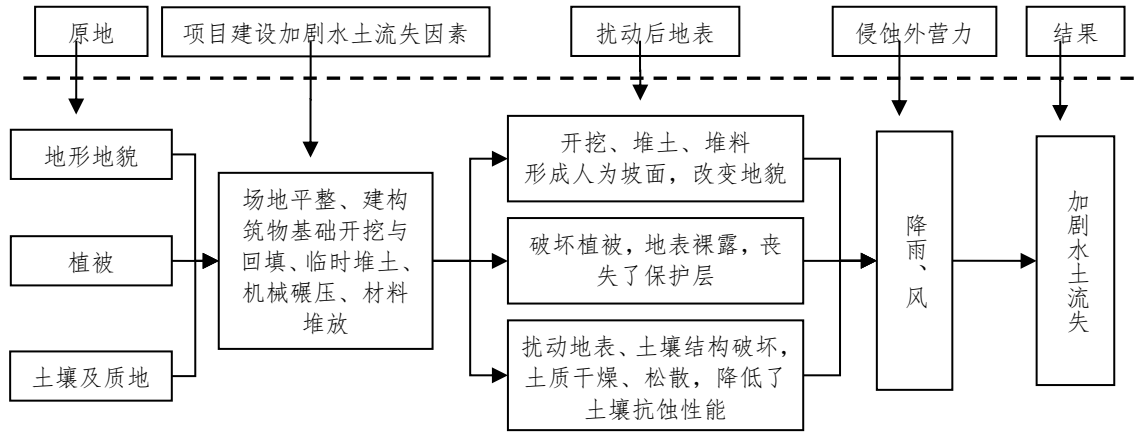 原地
项目建设加剧水土流失因素
扰动后地表
侵蚀外营力
结果
地形地貌
植被
土壤及质地
场地平整、建构
筑物基础开挖与
回填、临时堆土、
机械碾压、材料
堆放
开挖、堆土、堆料
形成人为坡面，改变地貌
破坏植被，地表裸露，丧
失了保护层
扰动地表、土壤结构破坏，
土质干燥、松散，降低了
土壤抗蚀性能
降雨、风
加剧水土流失